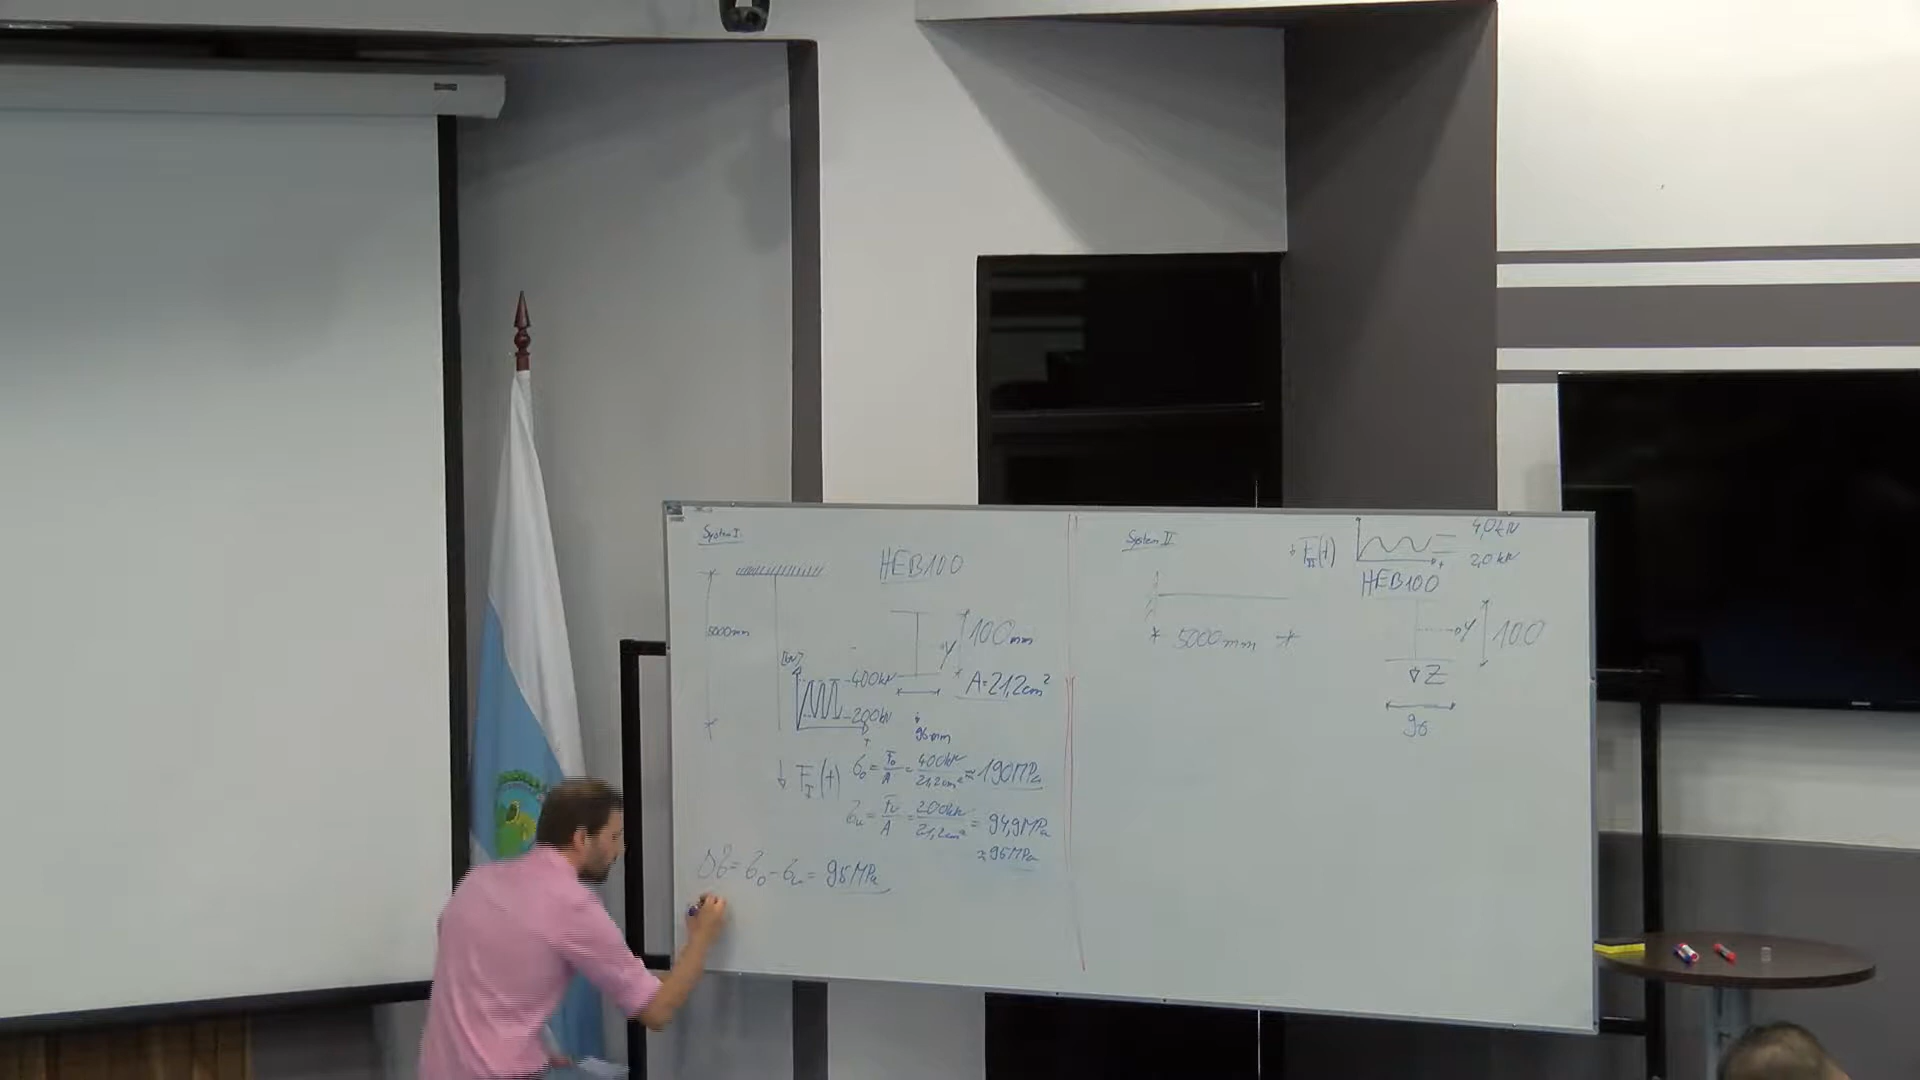 System I
HEB100
5000mm
100mm
Y
A=21,2cm²
[kN]
400kN
200kN
t
96mm
F_I(t)
σ_o = F_o/A = 400kN/21,2cm² ≈ 190MPa
σ_u = F_u/A = 200kN/21,2cm² = 94,9MPa
≈95MPa
Δσ = σ_o - σ_u = 95MPa
System II
F_II(t)
4,0kN
2,0kN
t
HEB100
5000mm
Y
100
Z
96